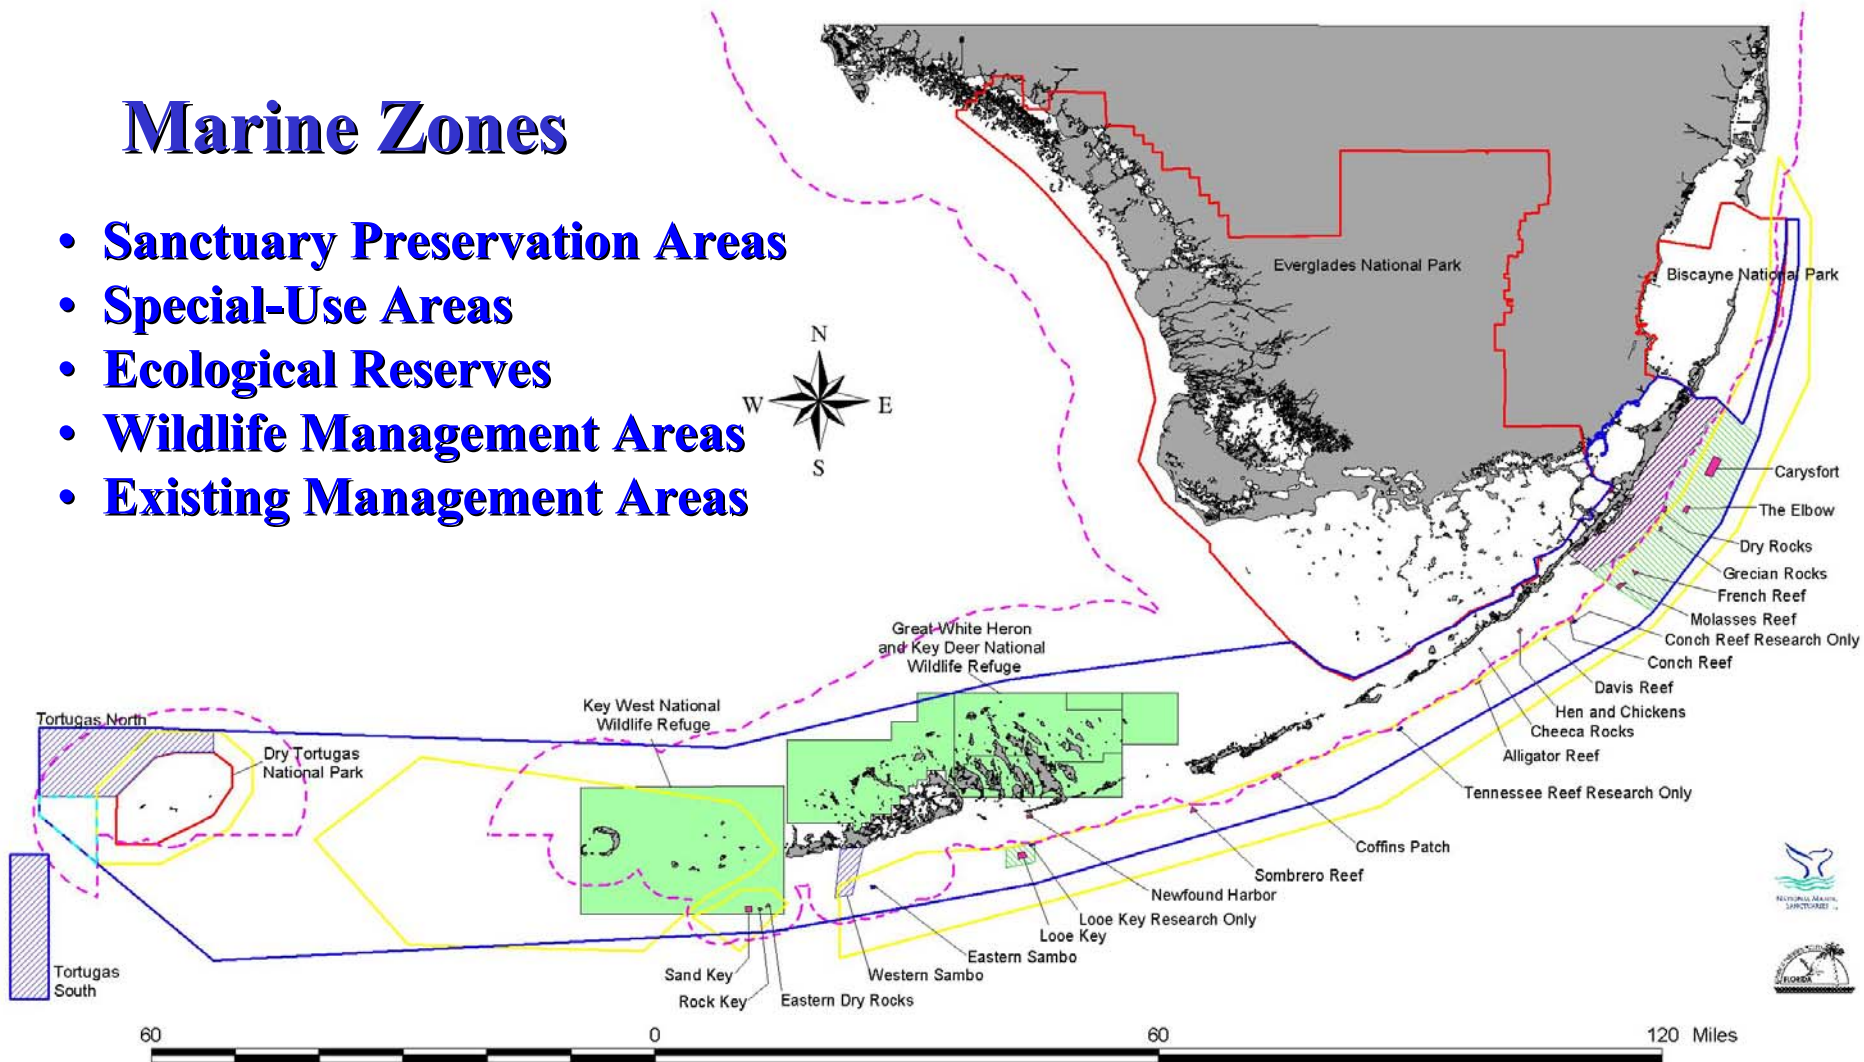 Marine Zones
• Sanctuary Preservation Areas
• Special-Use Areas
• Ecological Reserves
• Wildlife Management Areas
• Existing Management Areas
N
W E
S
Everglades National Park
Biscayne National Park
Carysfort
The Elbow
Dry Rocks
Grecian Rocks
French Reef
Molasses Reef
Conch Reef Research Only
Conch Reef
Davis Reef
Hen and Chickens
Cheeca Rocks
Alligator Reef
Tennessee Reef Research Only
Coffins Patch
Sombrero Reef
Newfound Harbor
Looe Key Research Only
Looe Key
Eastern Sambo
Western Sambo
Eastern Dry Rocks
Rock Key
Sand Key
Great White Heron
and Key Deer National
Wildlife Refuge
Key West National
Wildlife Refuge
Tortugas North
Dry Tortugas
National Park
Tortugas
South
NATIONAL MARINE
SANCTUARIES
FLORIDA
60 0 60 120 Miles